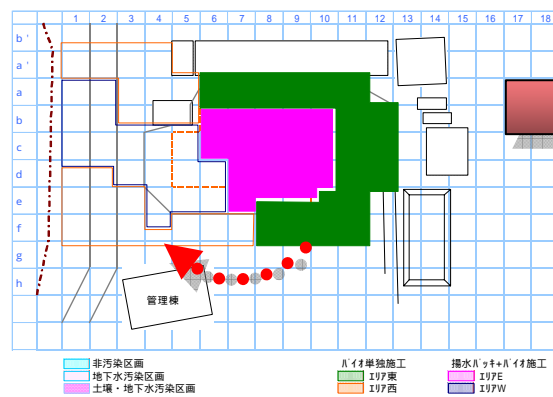 1 2 3 4 5 6 7 8 9 10 11 12 13 14 15 16 17 18
b'
a'
a
b
c
d
e
f
g
h
管理棟
非汚染区画
地下水汚染区画
土壌・地下水汚染区画
ﾊﾞｲｵ単独施工
ｴﾘｱ東
ｴﾘｱ西
揚水ﾊﾞｯｷ+ﾊﾞｲｵ施工
ｴﾘｱE
ｴﾘｱW